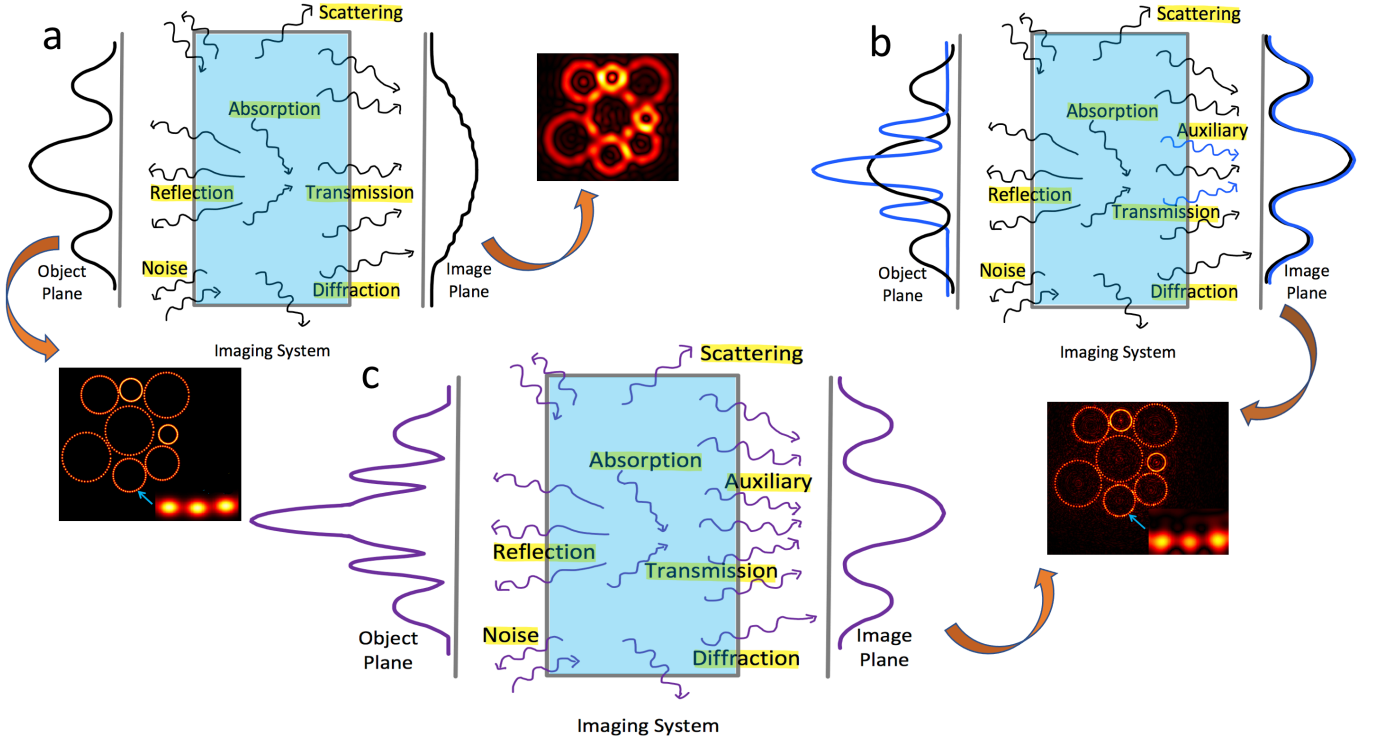 a
Scattering
Absorption
Reflection
Transmission
Noise
Diffraction
Object
Plane
Image
Plane
Imaging System
b
Scattering
Absorption
Auxiliary
Reflection
Transmission
Noise
Diffraction
Object
Plane
Image
Plane
Imaging System
c
Scattering
Absorption
Auxiliary
Reflection
Transmission
Noise
Diffraction
Object
Plane
Image
Plane
Imaging System